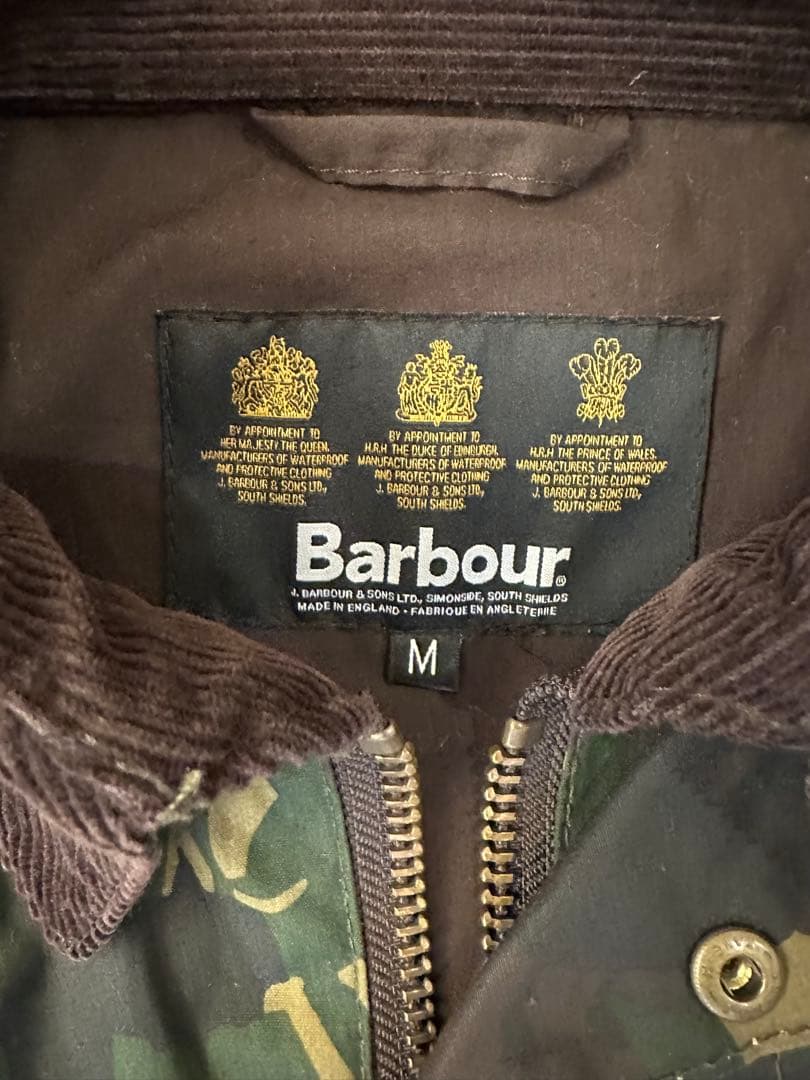 BY APPOINTMENT TO
HER MAJESTY THE QUEEN.
MANUFACTURERS OF WATERPROOF
AND PROTECTIVE CLOTHING
J. BARBOUR & SONS LTD.,
SOUTH SHIELDS.
BY APPOINTMENT TO
H.R.H THE DUKE OF EDINBURGH.
MANUFACTURERS OF WATERPROOF
AND PROTECTIVE CLOTHING
J. BARBOUR & SONS LTD.,
SOUTH SHIELDS.
BY APPOINTMENT TO
H.R.H THE PRINCE OF WALES.
MANUFACTURERS OF WATERPROOF
AND PROTECTIVE CLOTHING
J. BARBOUR & SONS LTD.,
SOUTH SHIELDS.
Barbour®
J. BARBOUR & SONS LTD., SIMONSIDE, SOUTH SHIELDS
MADE IN ENGLAND · FABRIQUE EN ANGLETERRE
M